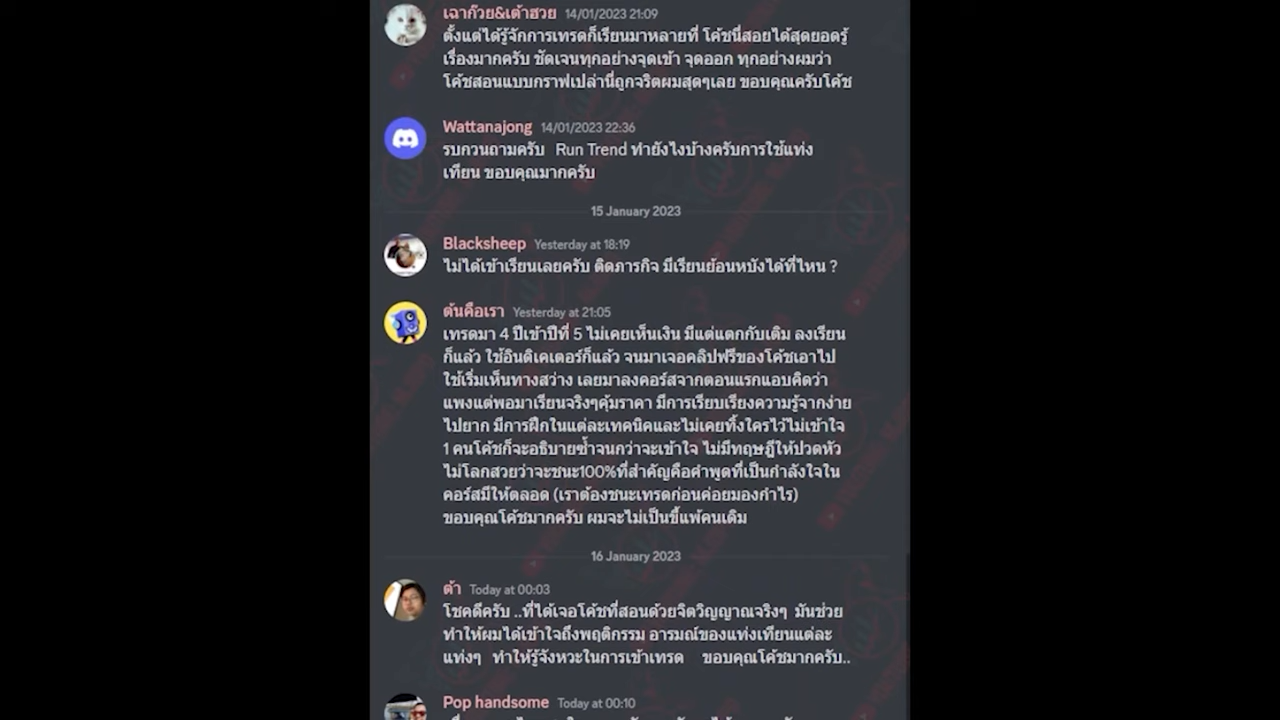 เฉาก๊วย&เต้าฮวย 14/01/2023 21:09
ตั้งแต่ได้รู้จักการเทรดก็เรียนมาหลายที่ โค้ชนี่สอนได้สุดยอดรู้
เรื่องมากครับ ชัดเจนทุกอย่างจุดเข้า จุดออก ทุกอย่างผมว่า
โค้ชสอนแบบกราฟเปล่านี่ถูกจริตผมสุดๆเลย ขอบคุณครับโค้ช
Wattanajong 14/01/2023 22:36
รบกวนถามครับ Run Trend ทำยังไงบ้างครับการใช้แท่ง
เทียน ขอบคุณมากครับ
15 January 2023
Blacksheep Yesterday at 18:19
ไม่ได้เข้าเรียนเลยครับ ติดภารกิจ มีเรียนย้อนหบังได้ที่ไหน ?
ต้นคือเรา Yesterday at 21:05
เทรดมา 4 ปีเข้าปีที่ 5 ไม่เคยเห็นเงิน มีแต่แตกกับเติม ลงเรียน
ก็แล้ว ใช้อินดิเคเตอร์ก็แล้ว จนมาเจอคลิปฟรีของโค้ชเอาไป
ใช้เริ่มเห็นทางสว่าง เลยมาลงคอร์สจากตอนแรกแอบคิดว่า
แพงแต่พอมาเรียนจริงๆคุ้มราคา มีการเรียบเรียงความรู้จากง่าย
ไปยาก มีการฝึกในแต่ละเทคนิคและไม่เคยทิ้งใครไว้ไม่เข้าใจ
1 คนโค้ชก็จะอธิบายซ้ำจนกว่าจะเข้าใจ ไม่มีทฤษฎีให้ปวดหัว
ไม่โลกสวยว่าจะชนะ100%ที่สำคัญคือคำพูดที่เป็นกำลังใจใน
คอร์สมีให้ตลอด (เราต้องชนะเทรดก่อนค่อยมองกำไร)
ขอบคุณโค้ชมากครับ ผมจะไม่เป็นขี้แพ้คนเดิม
16 January 2023
ต้า Today at 00:03
โชคดีครับ ..ที่ได้เจอโค้ชที่สอนด้วยจิตวิญญาณจริงๆ มันช่วย
ทำให้ผมได้เข้าใจถึงพฤติกรรม อารมณ์ของแท่งเทียนแต่ละ
แท่งๆ ทำให้รู้จังหวะในการเข้าเทรด ขอบคุณโค้ชมากครับ..
Pop handsome Today at 00:10